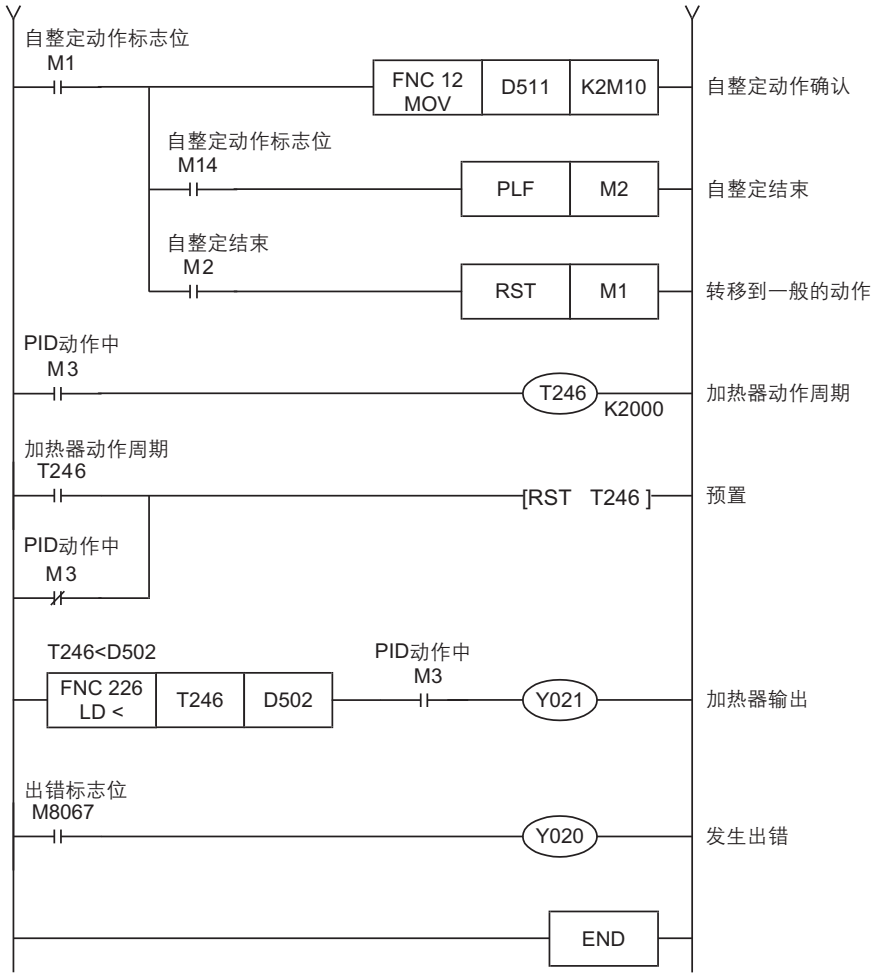 自整定动作标志位
M1
FNC 12
MOV
D511
K2M10
自整定动作确认
自整定动作标志位
M14
PLF
M2
自整定结束
自整定结束
M2
RST
M1
转移到一般的动作
PID动作中
M3
T246
K2000
加热器动作周期
加热器动作周期
T246
[RST T246 ]
预置
PID动作中
M3
T246<D502
FNC 226
LD <
T246
D502
PID动作中
M3
Y021
加热器输出
出错标志位
M8067
Y020
发生出错
END